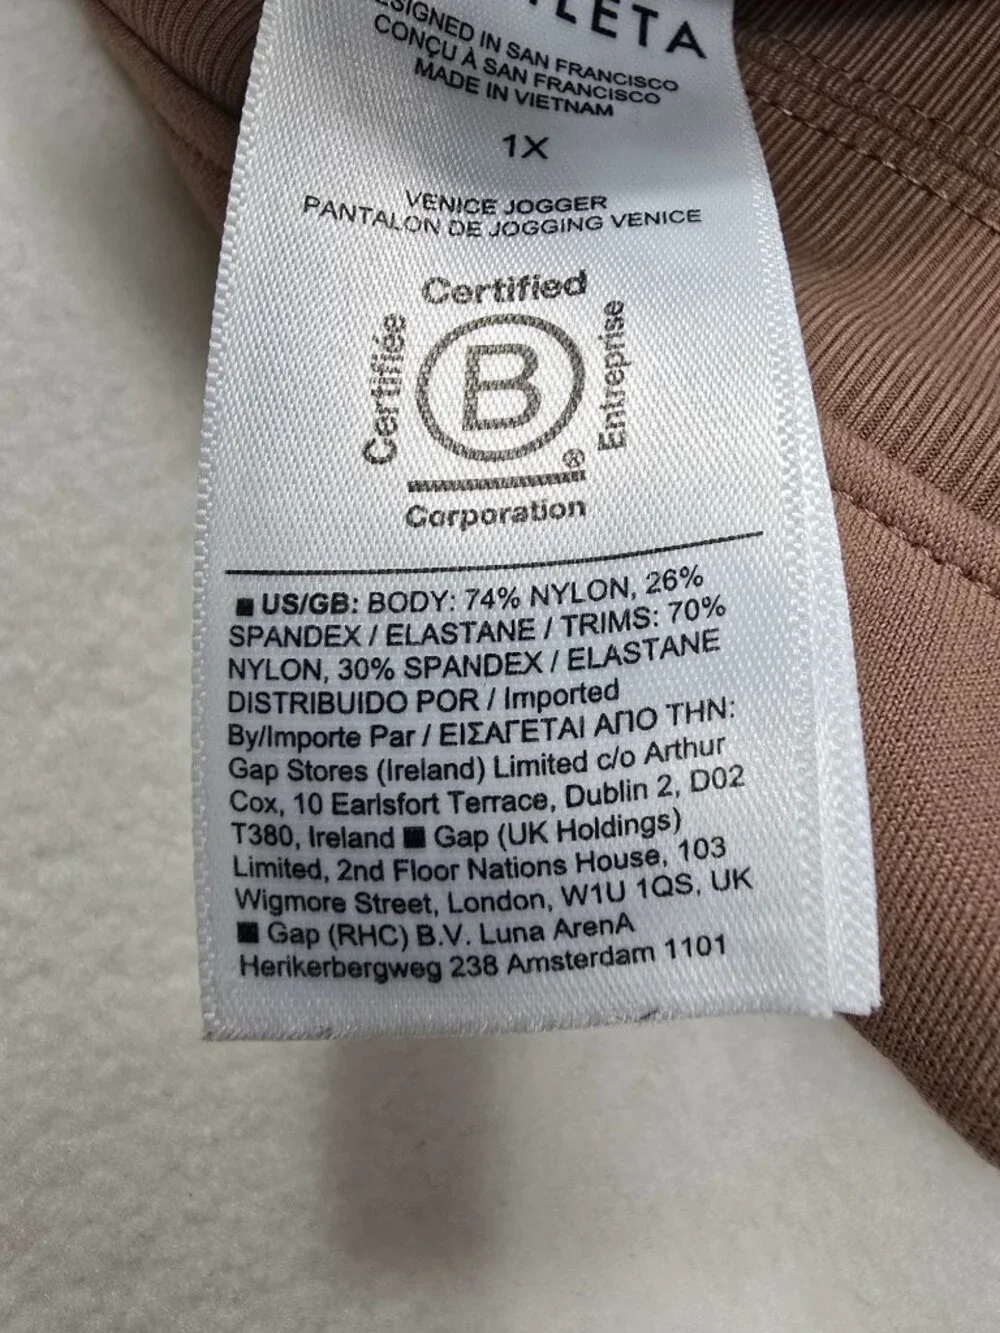 LETA
DESIGNED IN SAN FRANCISCO
CONÇU À SAN FRANCISCO
MADE IN VIETNAM
1X
VENICE JOGGER
PANTALON DE JOGGING VENICE
Certified
Certifiée
B
Entreprise
®
Corporation
■ US/GB: BODY: 74% NYLON, 26%
SPANDEX / ELASTANE / TRIMS: 70%
NYLON, 30% SPANDEX / ELASTANE
DISTRIBUIDO POR / Imported
By/Importe Par / ΕΙΣΑΓΕΤΑΙ ΑΠΟ ΤΗΝ:
Gap Stores (Ireland) Limited c/o Arthur
Cox, 10 Earlsfort Terrace, Dublin 2, D02
T380, Ireland ■ Gap (UK Holdings)
Limited, 2nd Floor Nations House, 103
Wigmore Street, London, W1U 1QS, UK
■ Gap (RHC) B.V. Luna ArenA
Herikerbergweg 238 Amsterdam 1101